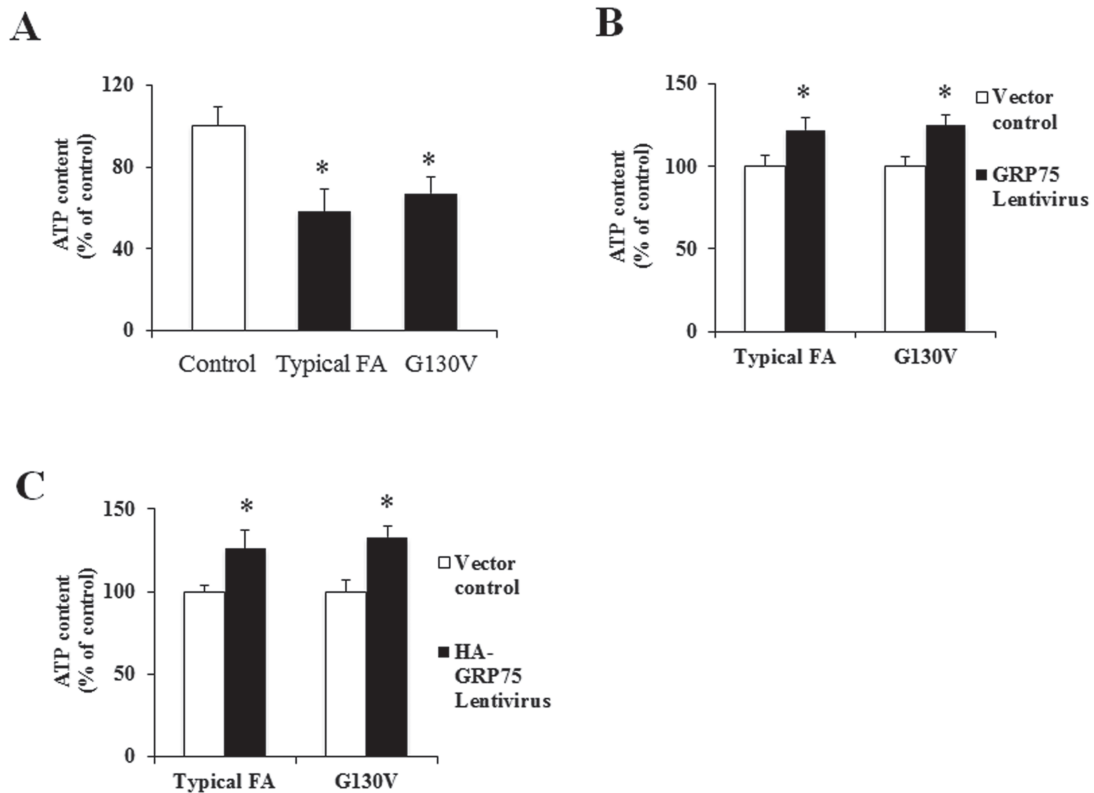 A
ATP content
(% of control)
120
80
40
0
*
*
Control
Typical FA
G130V
B
ATP content
(% of control)
150
100
50
0
*
*
Typical FA
G130V
Vector
control
GRP75
Lentivirus
C
ATP content
(% of control)
150
100
50
0
*
*
Typical FA
G130V
Vector
control
HA-
GRP75
Lentivirus